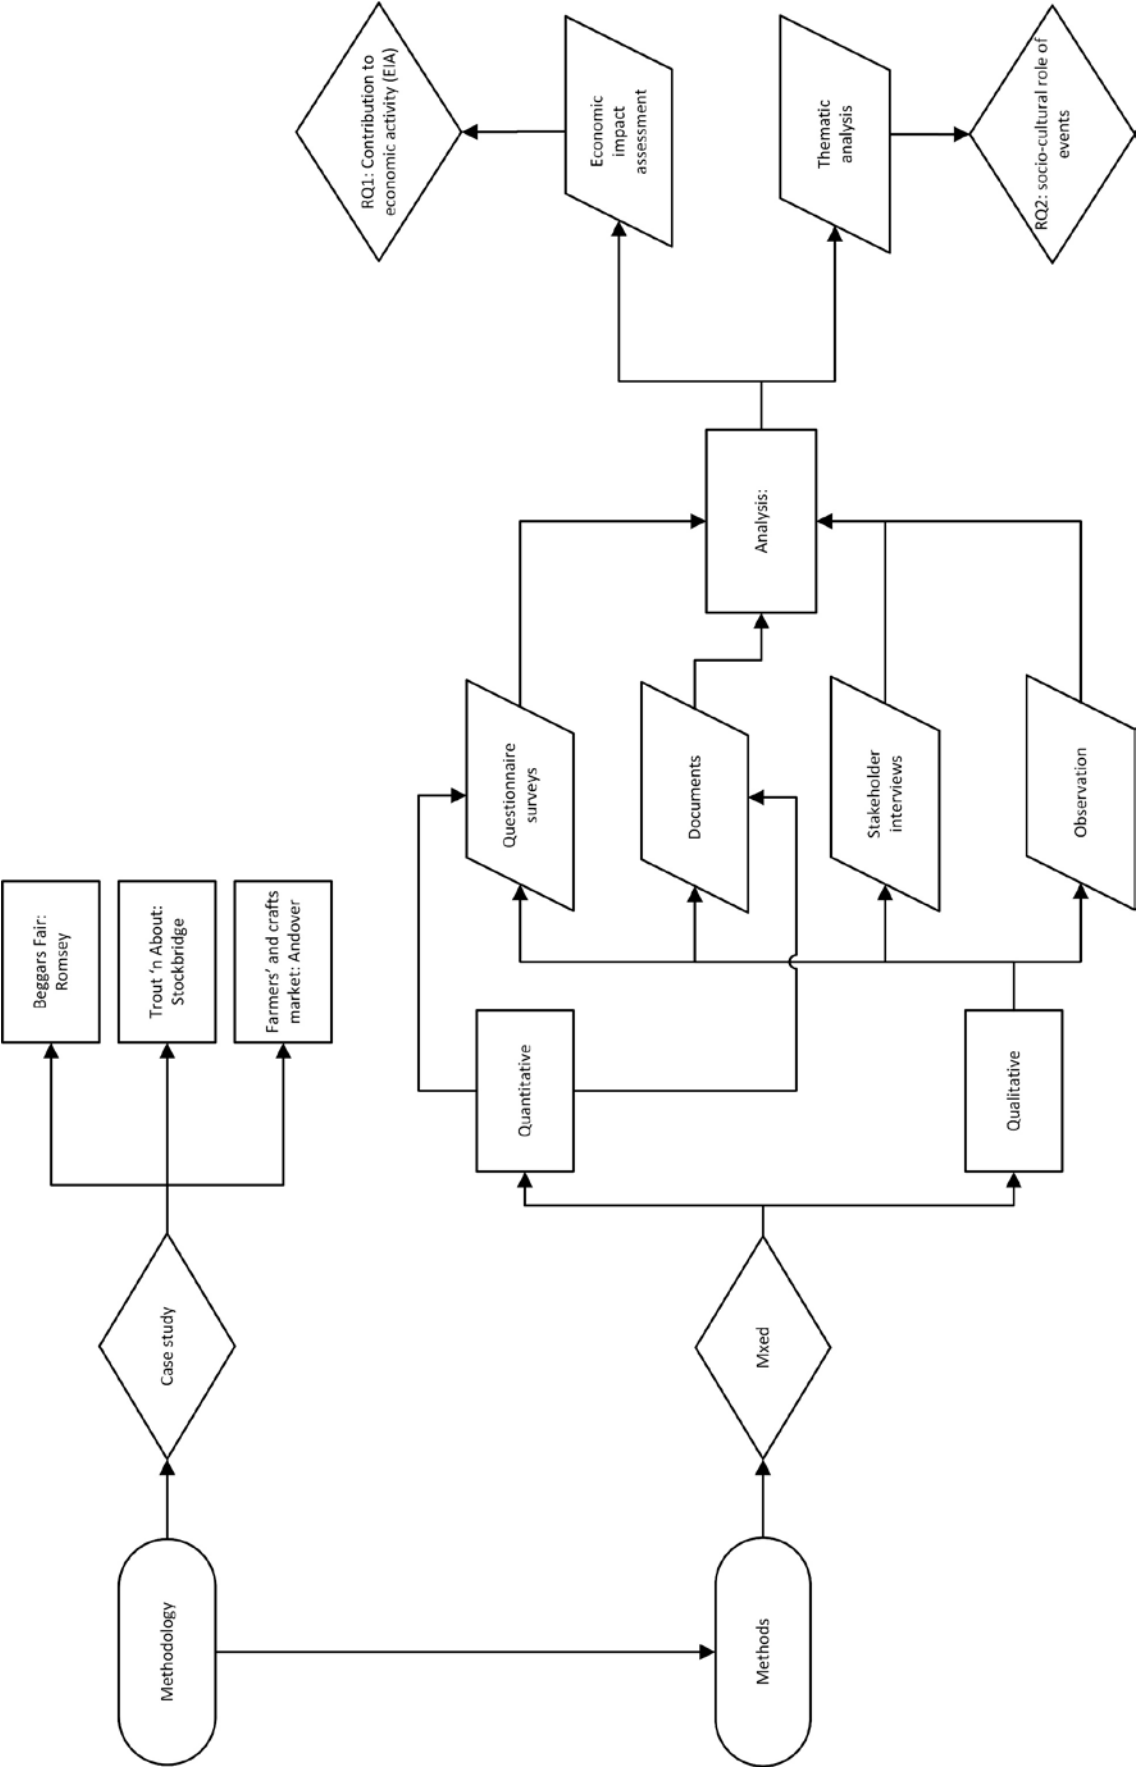 Methodology
Case study
Beggars Fair:
Romsey
Trout ‘n About:
Stockbridge
Farmers’ and crafts
market: Andover
Methods
Mxed
Quantitative
Qualitative
Questionnaire
surveys
Documents
Stakeholder
interviews
Observation
Analysis:
Economic
impact
assessment
Thematic
analysis
RQ1: Contribution to
economic activity (EIA)
RQ2: socio-cultural role of
events